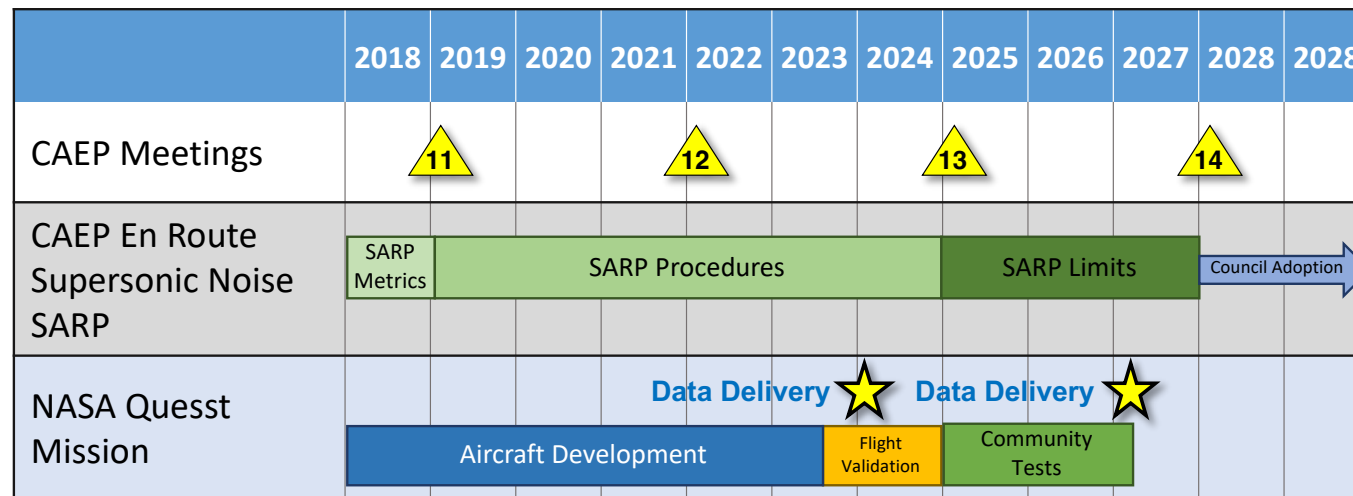 2018 2019 2020 2021 2022 2023 2024 2025 2026 2027 2028 2028
CAEP Meetings
11 12 13 14
CAEP En Route
Supersonic Noise
SARP
SARP
Metrics
SARP Procedures
SARP Limits
Council Adoption
NASA Quesst
Mission
Data Delivery
Data Delivery
Aircraft Development
Flight
Validation
Community
Tests